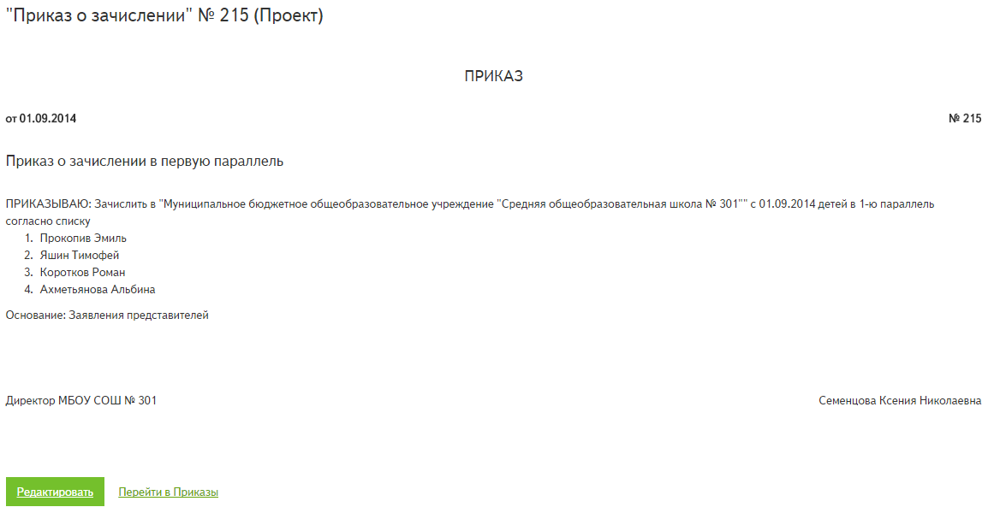 "Приказ о зачислении" № 215 (Проект)
ПРИКАЗ
от 01.09.2014 № 215
Приказ о зачислении в первую параллель
ПРИКАЗЫВАЮ: Зачислить в "Муниципальное бюджетное общеобразовательное учреждение "Средняя общеобразовательная школа № 301"" с 01.09.2014 детей в 1-ю параллель
согласно списку
1. Прокопив Эмиль
2. Яшин Тимофей
3. Коротков Роман
4. Ахметьянова Альбина
Основание: Заявления представителей
Директор МБОУ СОШ № 301 Семенцова Ксения Николаевна
Редактировать Перейти в Приказы